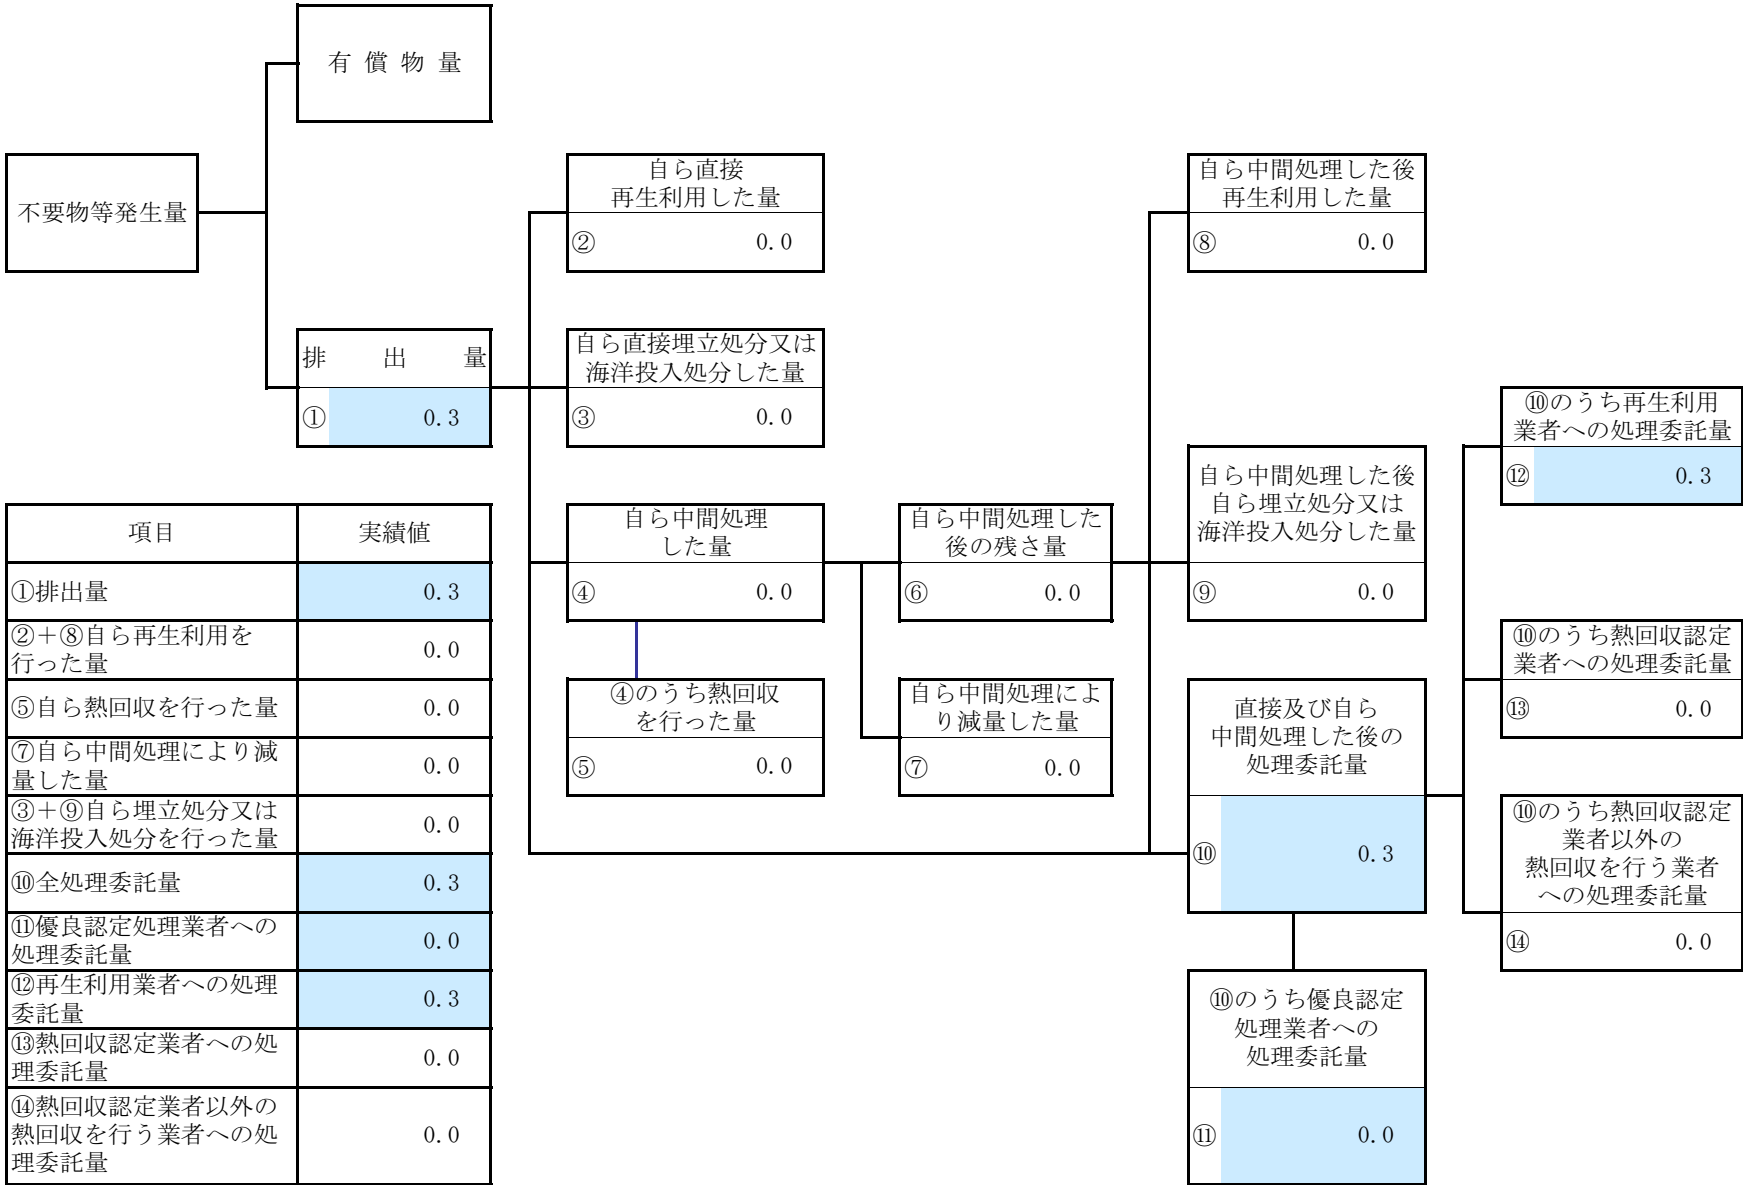 有償物量
不要物等発生量
自ら直接
再生利用した量
② 0.0
自ら中間処理した後
再生利用した量
⑧ 0.0
排出量
① 0.3
自ら直接埋立処分又は
海洋投入処分した量
③ 0.0
⑩のうち再生利用
業者への処理委託量
⑫ 0.3
自ら中間処理
した量
④ 0.0
自ら中間処理した
後の残さ量
⑥ 0.0
自ら中間処理した後
自ら埋立処分又は
海洋投入処分した量
⑨ 0.0
⑩のうち熱回収認定
業者への処理委託量
⑬ 0.0
④のうち熱回収
を行った量
⑤ 0.0
自ら中間処理によ
り減量した量
⑦ 0.0
直接及び自ら
中間処理した後の
処理委託量
⑩ 0.3
⑩のうち熱回収認定
業者以外の
熱回収を行う業者
への処理委託量
⑭ 0.0
⑩のうち優良認定
処理業者への
処理委託量
⑪ 0.0
項目 実績値
①排出量 0.3
②+⑧自ら再生利用を
行った量 0.0
⑤自ら熱回収を行った量 0.0
⑦自ら中間処理により減
量した量 0.0
③+⑨自ら埋立処分又は
海洋投入処分を行った量 0.0
⑩全処理委託量 0.3
⑪優良認定処理業者への
処理委託量 0.0
⑫再生利用業者への処理
委託量 0.3
⑬熱回収認定業者への処
理委託量 0.0
⑭熱回収認定業者以外の
熱回収を行う業者への処
理委託量 0.0